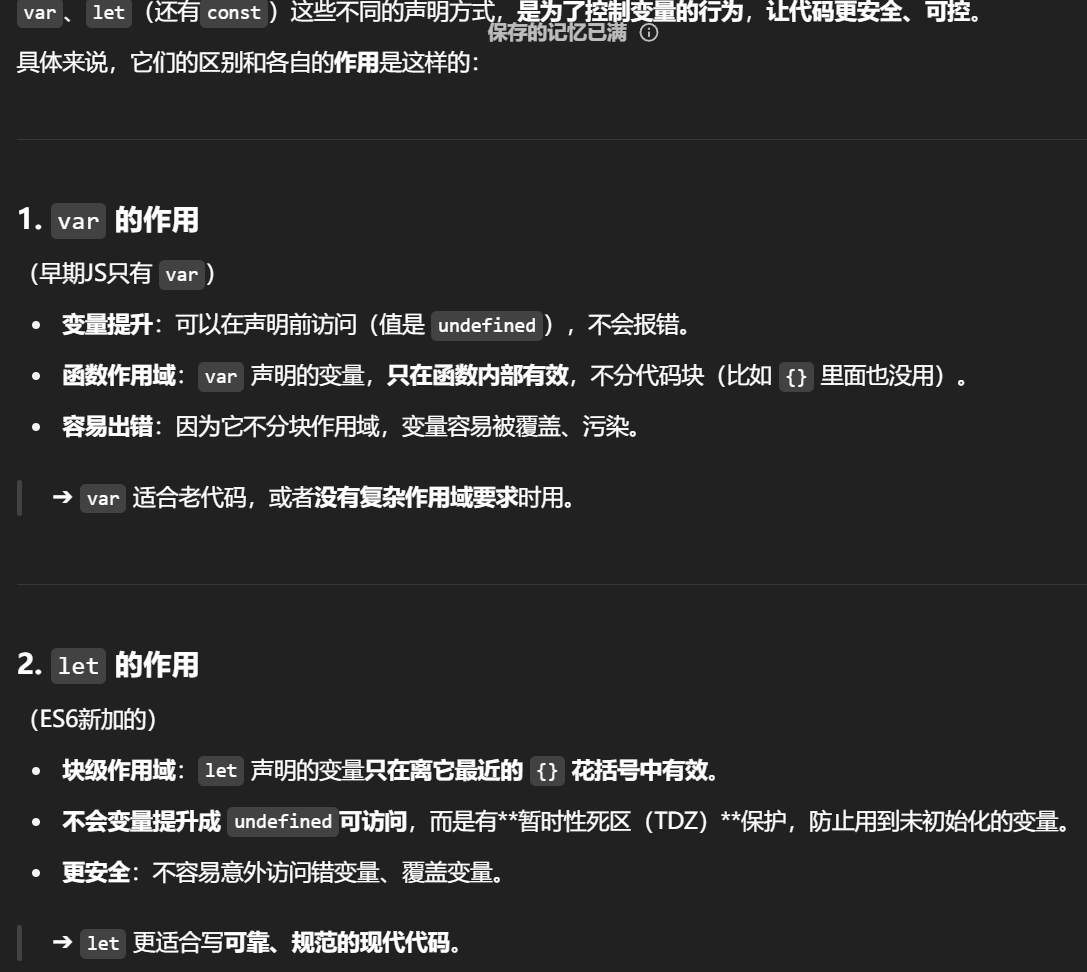 var、let（还有 const）这些不同的声明方式，是为了控制变量的行为，让代码更安全、可控。
保存的记忆已满
具体来说，它们的区别和各自的作用是这样的：
1. var 的作用
（早期JS只有 var）
• 变量提升：可以在声明前访问（值是 undefined），不会报错。
• 函数作用域：var 声明的变量，只在函数内部有效，不分代码块（比如 {} 里面也没用）。
• 容易出错：因为它不分块作用域，变量容易被覆盖、污染。
➔ var 适合老代码，或者没有复杂作用域要求时用。
2. let 的作用
（ES6新加的）
• 块级作用域：let 声明的变量只在离它最近的 {} 花括号中有效。
• 不会变量提升成 undefined 可访问，而是有**暂时性死区（TDZ）**保护，防止用到未初始化的变量。
• 更安全：不容易意外访问错变量、覆盖变量。
➔ let 更适合写可靠、规范的现代代码。